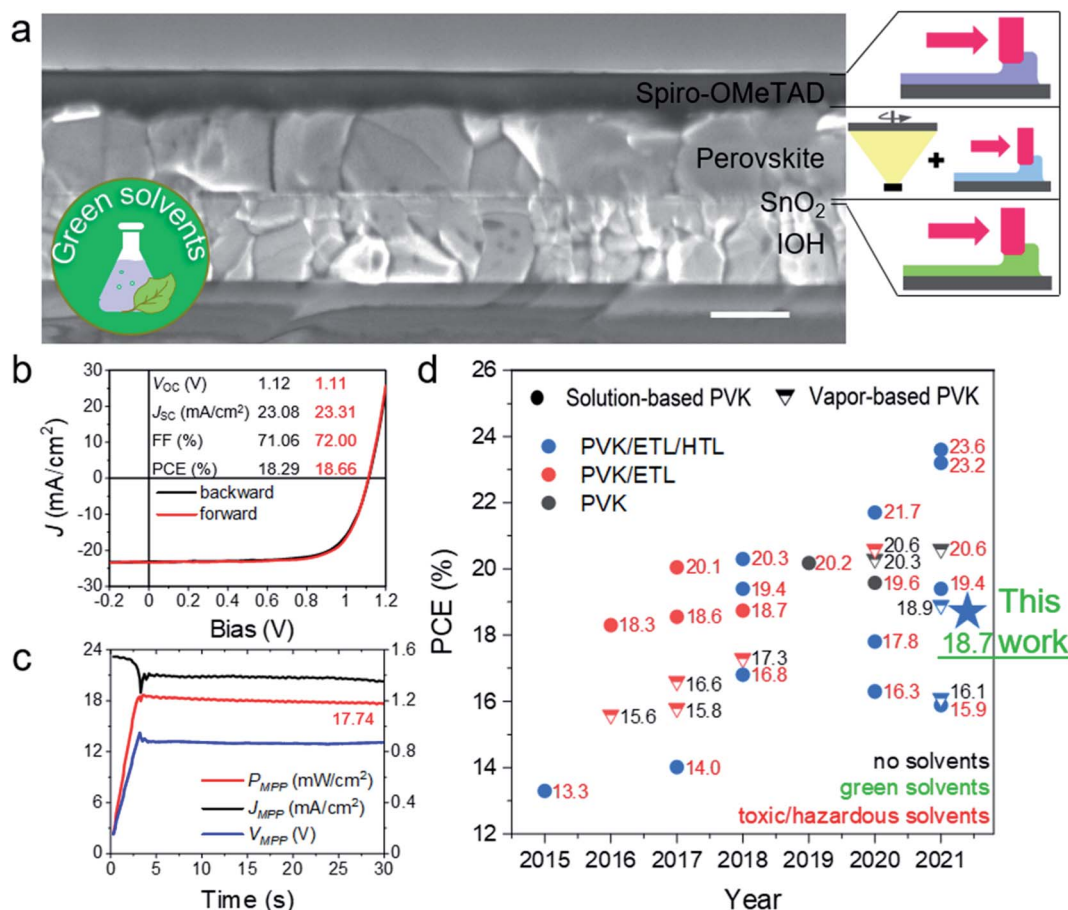 a
Spiro-OMeTAD
Perovskite
SnO₂
IOH
+
Green solvents
b
30
20
10
0
-10
-20
-30
J (mA/cm²)
V_OC (V) 1.12 1.11
J_SC (mA/cm²) 23.08 23.31
FF (%) 71.06 72.00
PCE (%) 18.29 18.66
backward
forward
-0.2 0 0.2 0.4 0.6 0.8 1 1.2
Bias (V)
c
24
18
12
6
0
1.6
1.2
0.8
0.4
0.0
17.74
P_MPP (mW/cm²)
J_MPP (mA/cm²)
V_MPP (V)
0 5 10 15 20 25 30
Time (s)
d
Solution-based PVK Vapor-based PVK
PVK/ETL/HTL
PVK/ETL
PVK
PCE (%)
26
24
22
20
18
16
14
12
13.3
18.3
15.6
20.1
18.6
16.6
15.8
14.0
20.3
19.4
18.7
17.3
16.8
20.2
21.7
20.6
20.3
19.6
17.8
16.3
23.6
23.2
20.6
19.4
18.9
16.1
15.9
This
18.7 work
no solvents
green solvents
toxic/hazardous solvents
2015 2016 2017 2018 2019 2020 2021
Year